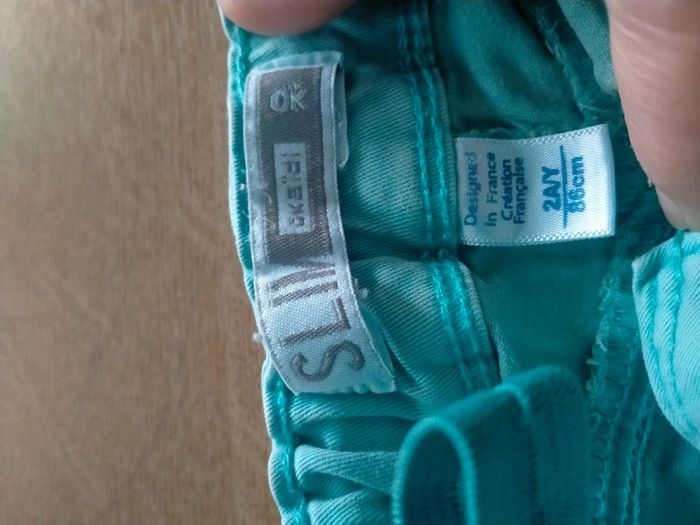 OK
okaïdi
SLIM
Designed
In France
Création
Française
2A/Y
86cm